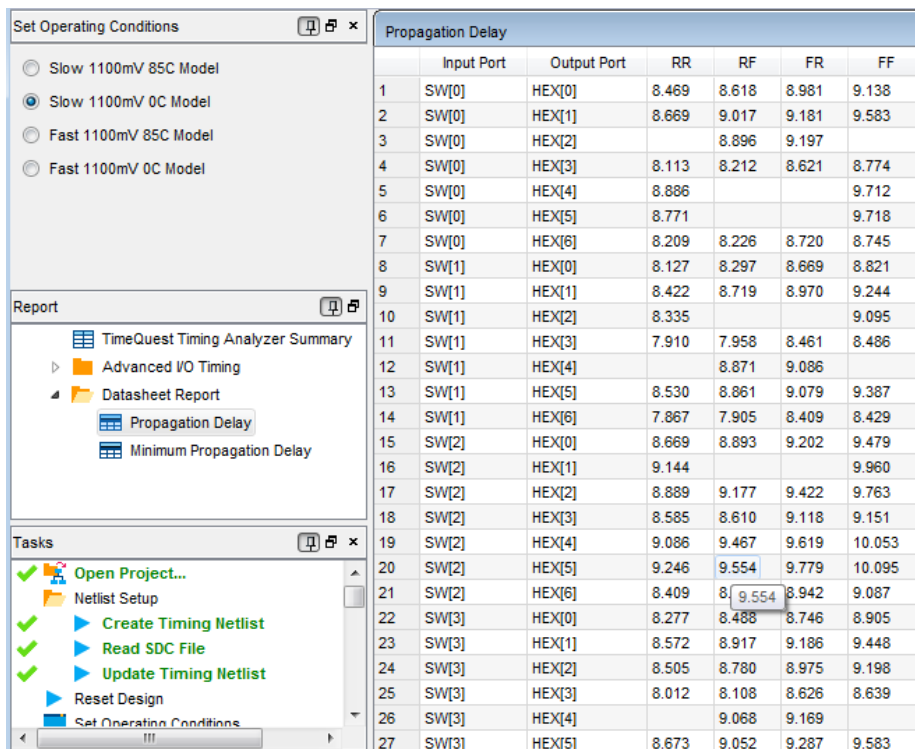 Set Operating Conditions
Slow 1100mV 85C Model
Slow 1100mV 0C Model
Fast 1100mV 85C Model
Fast 1100mV 0C Model
Report
TimeQuest Timing Analyzer Summary
Advanced I/O Timing
Datasheet Report
Propagation Delay
Minimum Propagation Delay
Tasks
Open Project...
Netlist Setup
Create Timing Netlist
Read SDC File
Update Timing Netlist
Reset Design
Set Operating Conditions
Propagation Delay
Input Port Output Port RR RF FR FF
1 SW[0] HEX[0] 8.469 8.618 8.981 9.138
2 SW[0] HEX[1] 8.669 9.017 9.181 9.583
3 SW[0] HEX[2] 8.896 9.197
4 SW[0] HEX[3] 8.113 8.212 8.621 8.774
5 SW[0] HEX[4] 8.886 9.712
6 SW[0] HEX[5] 8.771 9.718
7 SW[0] HEX[6] 8.209 8.226 8.720 8.745
8 SW[1] HEX[0] 8.127 8.297 8.669 8.821
9 SW[1] HEX[1] 8.422 8.719 8.970 9.244
10 SW[1] HEX[2] 8.335 9.095
11 SW[1] HEX[3] 7.910 7.958 8.461 8.486
12 SW[1] HEX[4] 8.871 9.086
13 SW[1] HEX[5] 8.530 8.861 9.079 9.387
14 SW[1] HEX[6] 7.867 7.905 8.409 8.429
15 SW[2] HEX[0] 8.669 8.893 9.202 9.479
16 SW[2] HEX[1] 9.144 9.960
17 SW[2] HEX[2] 8.889 9.177 9.422 9.763
18 SW[2] HEX[3] 8.585 8.610 9.118 9.151
19 SW[2] HEX[4] 9.086 9.467 9.619 10.053
20 SW[2] HEX[5] 9.246 9.554 9.779 10.095
21 SW[2] HEX[6] 8.409 8.942 9.087
9.554
22 SW[3] HEX[0] 8.277 8.488 8.746 8.905
23 SW[3] HEX[1] 8.572 8.917 9.186 9.448
24 SW[3] HEX[2] 8.505 8.780 8.975 9.198
25 SW[3] HEX[3] 8.012 8.108 8.626 8.639
26 SW[3] HEX[4] 9.068 9.169
27 SW[3] HEX[5] 8.673 9.052 9.287 9.583